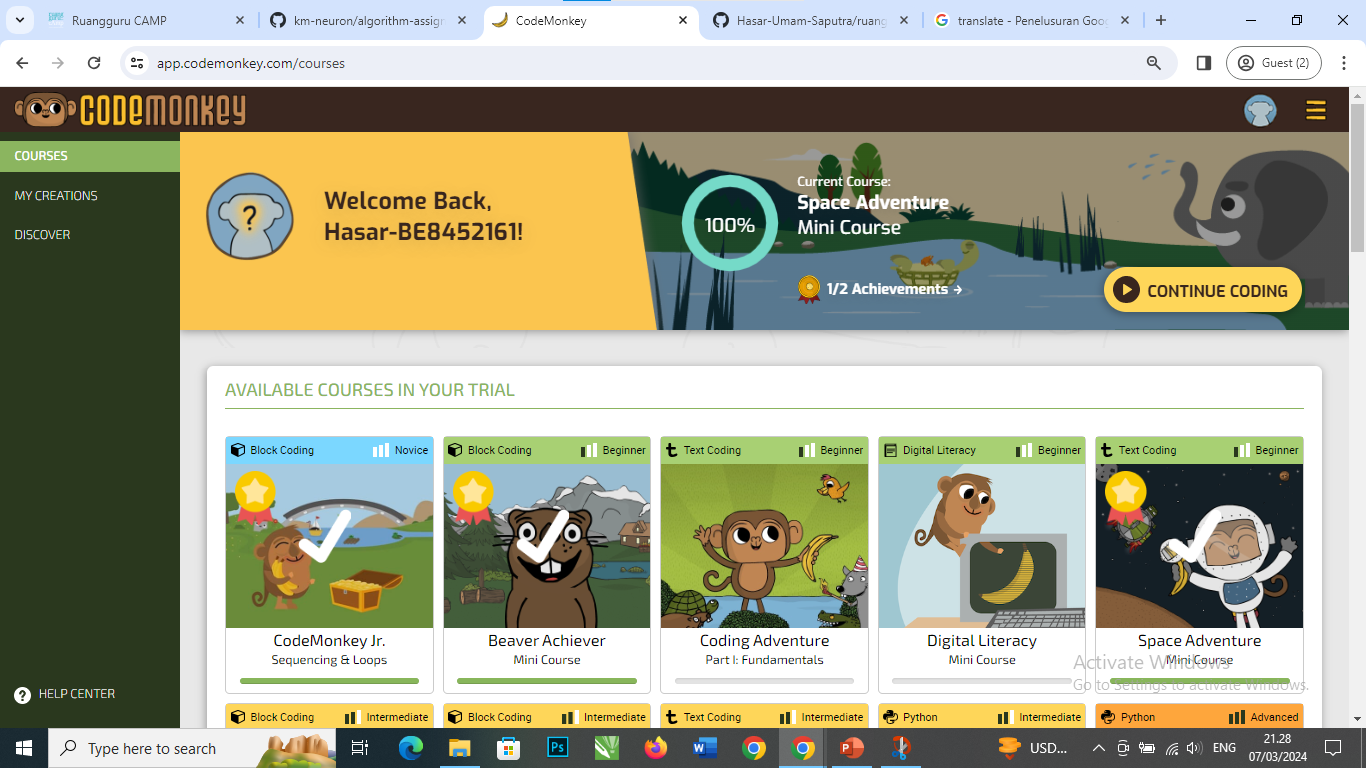 Ruangguru CAMP
km-neuron/algorithm-assign
CodeMonkey
Hasar-Umam-Saputra/ruang
translate - Penelusuran Goo
app.codemonkey.com/courses
Guest (2)
CODEMONKEY
COURSES
MY CREATIONS
DISCOVER
HELP CENTER
?
Welcome Back,
Hasar-BE8452161!
100%
Current Course:
Space Adventure
Mini Course
1/2 Achievements →
CONTINUE CODING
AVAILABLE COURSES IN YOUR TRIAL
Block Coding Novice
CodeMonkey Jr.
Sequencing & Loops
Block Coding Beginner
Beaver Achiever
Mini Course
Text Coding Beginner
Coding Adventure
Part I: Fundamentals
Digital Literacy Beginner
Digital Literacy
Mini Course
Text Coding Beginner
Space Adventure
Mini Course
Block Coding Intermediate
Block Coding Intermediate
Text Coding Intermediate
Python Intermediate
Python Advanced
Activate Windows
Go to Settings to activate Windows.
Type here to search
USD...
ENG
21.28
07/03/2024